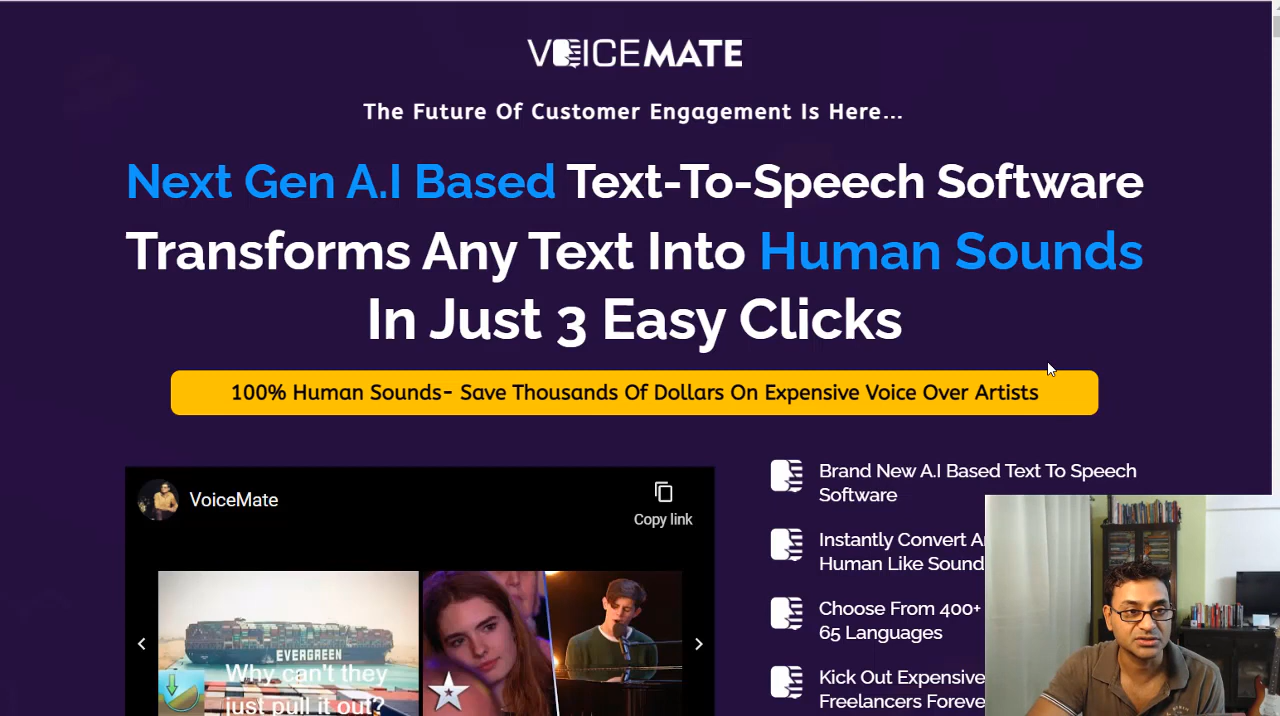 VOICEMATE
The Future Of Customer Engagement Is Here...
Next Gen A.I Based Text-To-Speech Software
Transforms Any Text Into Human Sounds
In Just 3 Easy Clicks
100% Human Sounds- Save Thousands Of Dollars On Expensive Voice Over Artists
VoiceMate
Copy link
EVERGREEN
Why can't they
just pull it out?
Brand New A.I Based Text To Speech
Software
Instantly Convert
Human Like Sound
Choose From 400+
65 Languages
Kick Out Expensive
Freelancers Foreve